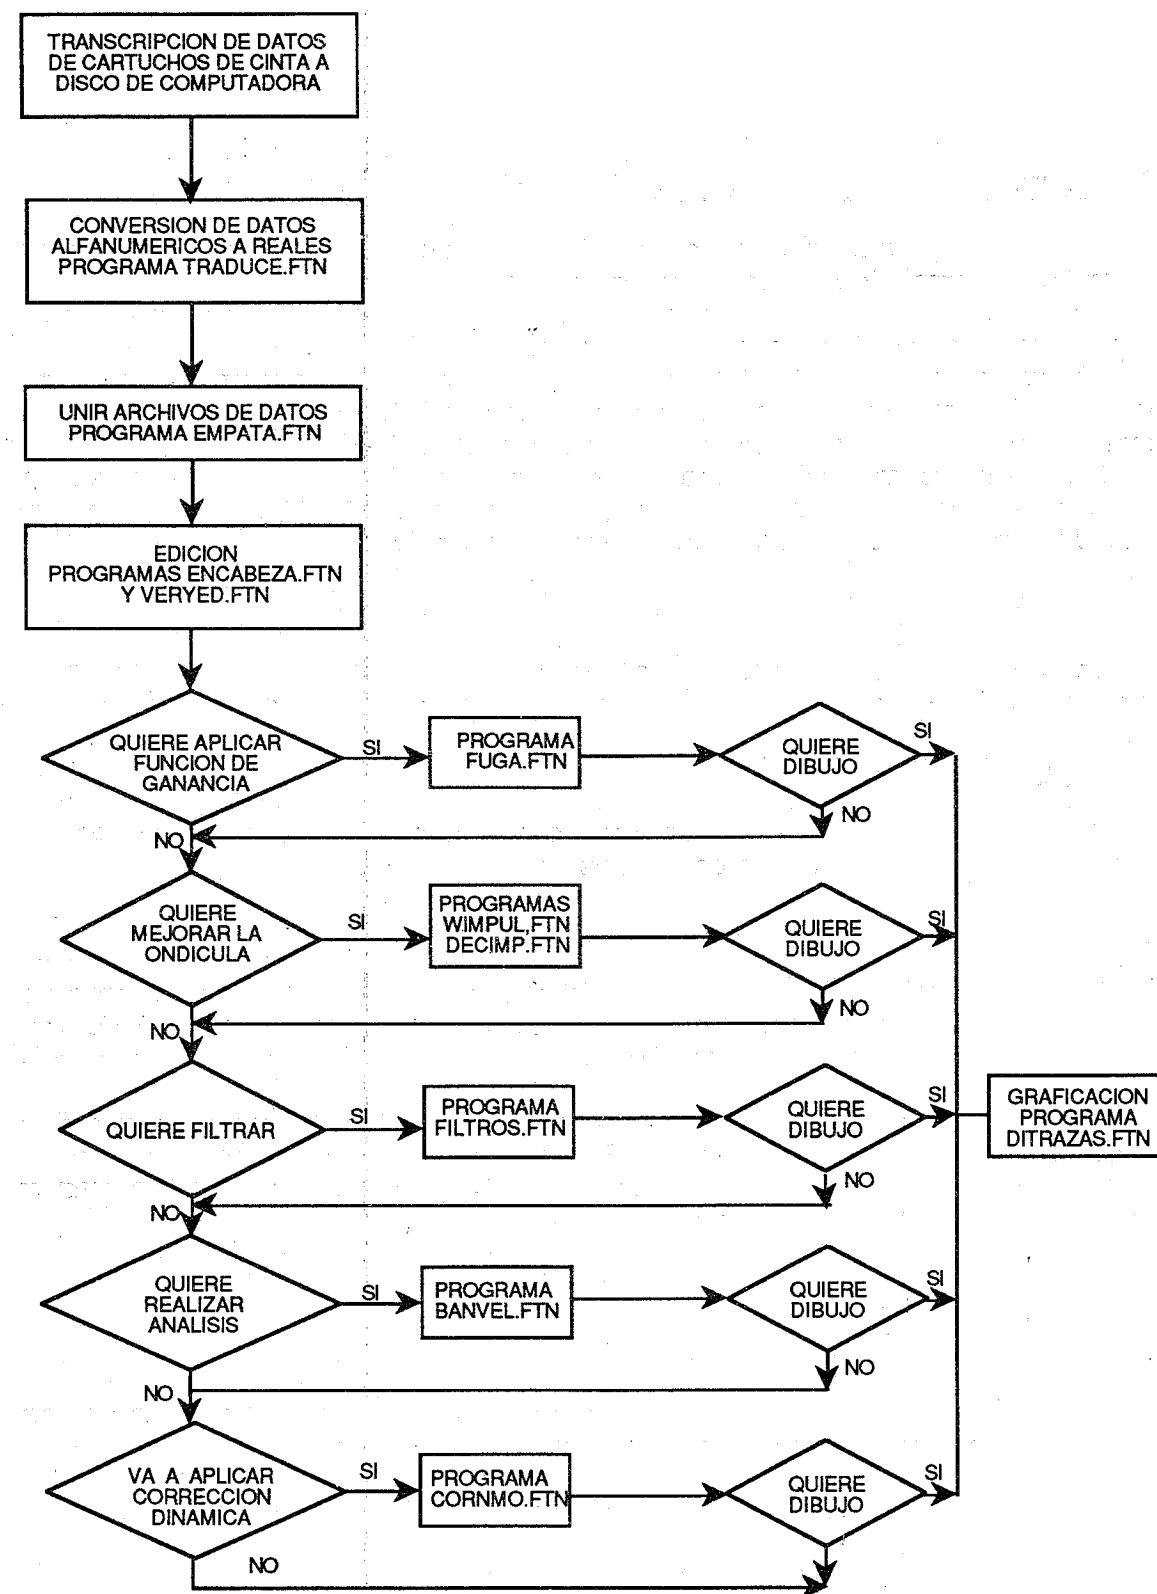 TRANSCRIPCION DE DATOS
DE CARTUCHOS DE CINTA A
DISCO DE COMPUTADORA
CONVERSION DE DATOS
ALFANUMERICOS A REALES
PROGRAMA TRADUCE.FTN
UNIR ARCHIVOS DE DATOS
PROGRAMA EMPATA.FTN
EDICION
PROGRAMAS ENCABEZA.FTN
Y VERYED.FTN
QUIERE APLICAR
FUNCION DE
GANANCIA
SI
PROGRAMA
FUGA.FTN
QUIERE
DIBUJO
SI
NO
NO
QUIERE
MEJORAR LA
ONDICULA
SI
PROGRAMAS
WIMPUL,FTN
DECIMP.FTN
QUIERE
DIBUJO
SI
NO
NO
QUIERE FILTRAR
SI
PROGRAMA
FILTROS.FTN
QUIERE
DIBUJO
SI
NO
NO
GRAFICACION
PROGRAMA
DITRAZAS.FTN
QUIERE
REALIZAR
ANALISIS
SI
PROGRAMA
BANVEL.FTN
QUIERE
DIBUJO
SI
NO
NO
VA A APLICAR
CORRECCION
DINAMICA
SI
PROGRAMA
CORNMO.FTN
QUIERE
DIBUJO
SI
NO